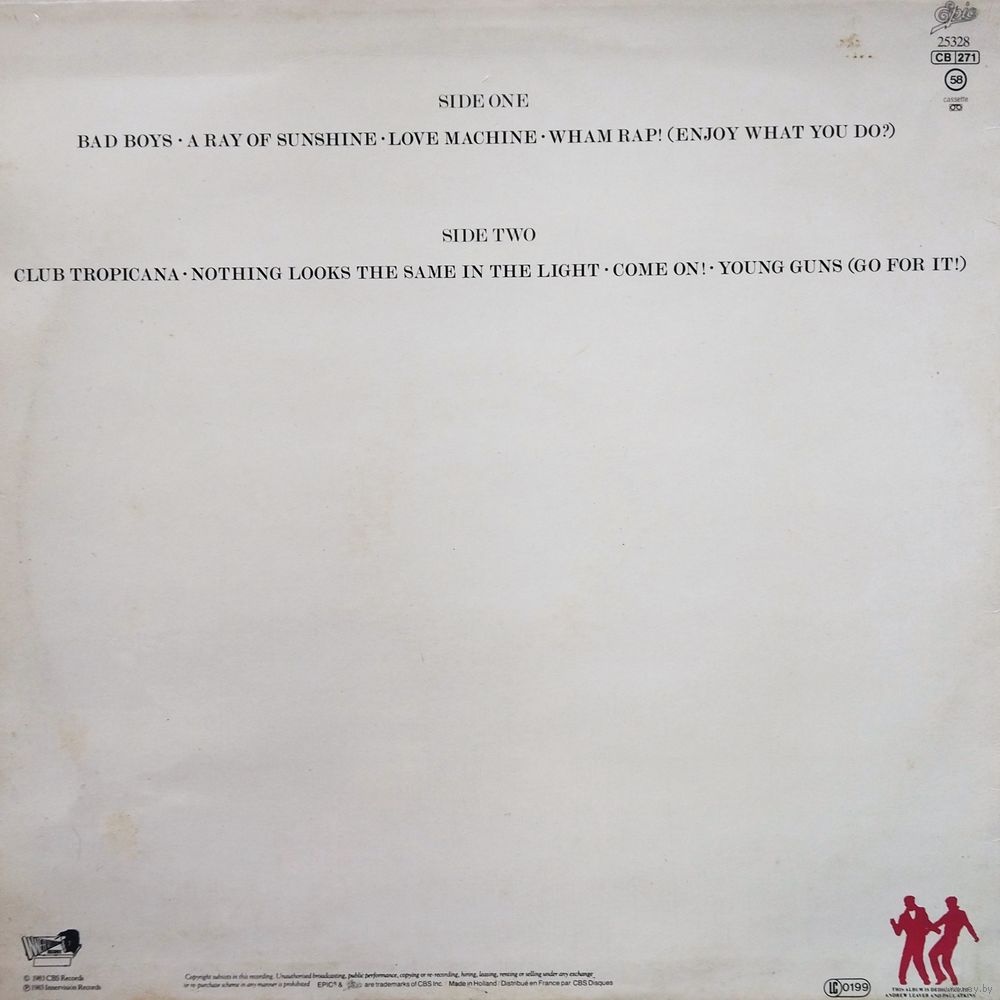 Epic
25328
CB 271
58
cassette
SIDE ONE
BAD BOYS · A RAY OF SUNSHINE · LOVE MACHINE · WHAM RAP! (ENJOY WHAT YOU DO?)
SIDE TWO
CLUB TROPICANA · NOTHING LOOKS THE SAME IN THE LIGHT · COME ON! · YOUNG GUNS (GO FOR IT!)
© 1983 CBS Records
℗ 1983 Innervision Records
Copyright subsists in this recording. Unauthorised broadcasting, public performance, copying or re-recording, hiring, leasing, renting or selling under any exchange
or re-purchase scheme in any manner is prohibited EPIC® & Epic are trademarks of CBS Inc. Made in Holland / Distribué en France par CBS Disques
LC 0199
THIS ALBUM IS DEDICATED
ANDREW LEAVER AND PAUL ATKINS